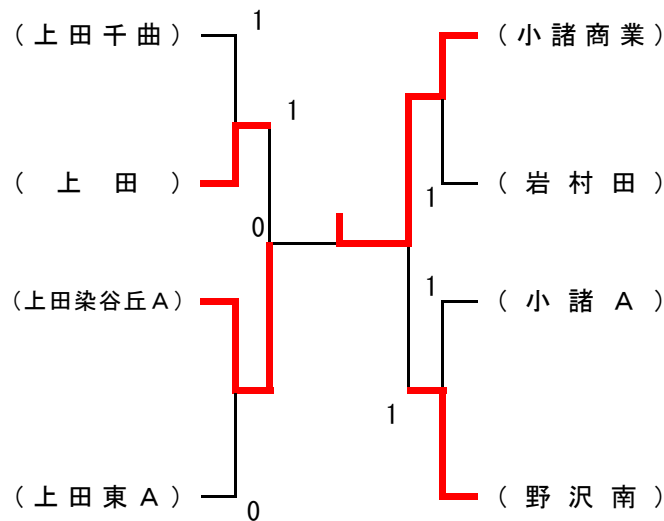 (上田千曲)
1
(小諸商業)
1
(上田)
(岩村田)
1
0
(上田染谷丘A)
1
(小諸A)
1
(上田東A)
0
(野沢南)